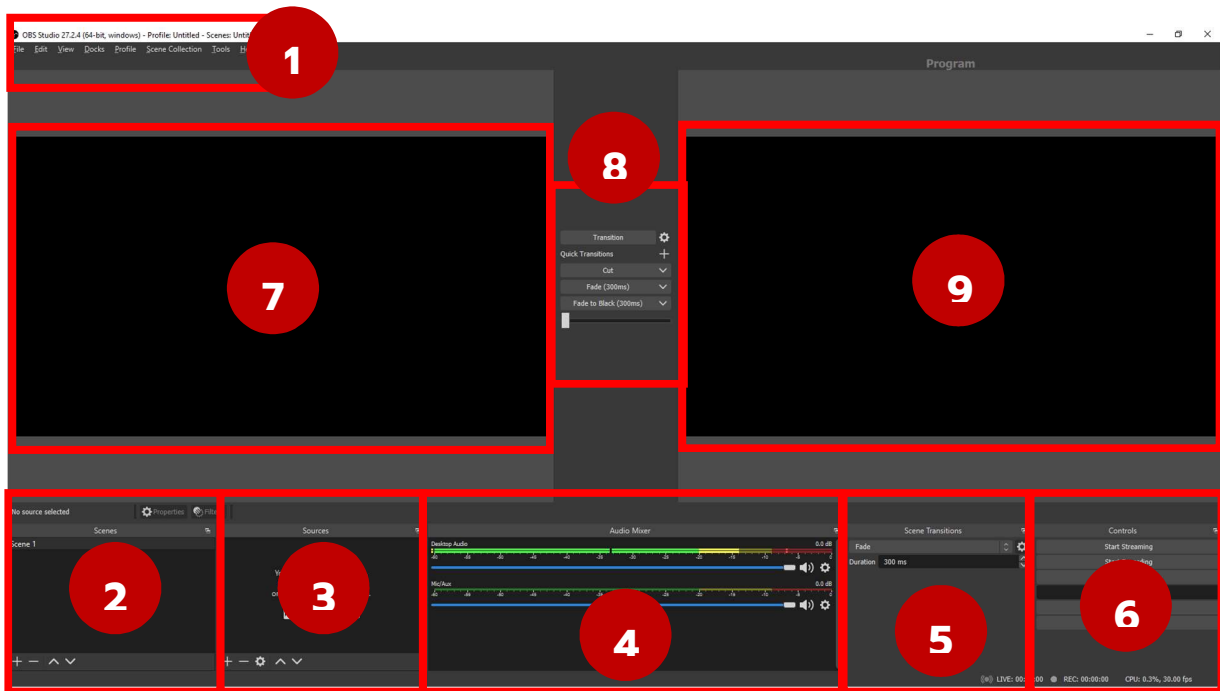 OBS Studio 27.2.4 (64-bit, windows) - Profile: Untitled - Scenes:
1
File Edit View Docks Profile Scene Collection Tools
Program
8
7
9
Transition
Quick Transitions
Cut
Fade (300ms)
Fade to Black (300ms)
No source selected Properties
Scenes Sources Audio Mixer Scene Transitions Controls
Scene 1
Desktop Audio 0.0 dB
Fade
Start Streaming
Duration 300 ms
Mic/Aux 0.0 dB
2
3
4
5
6
LIVE: REC: 00:00:00 CPU: 0.3%, 30.00 fps